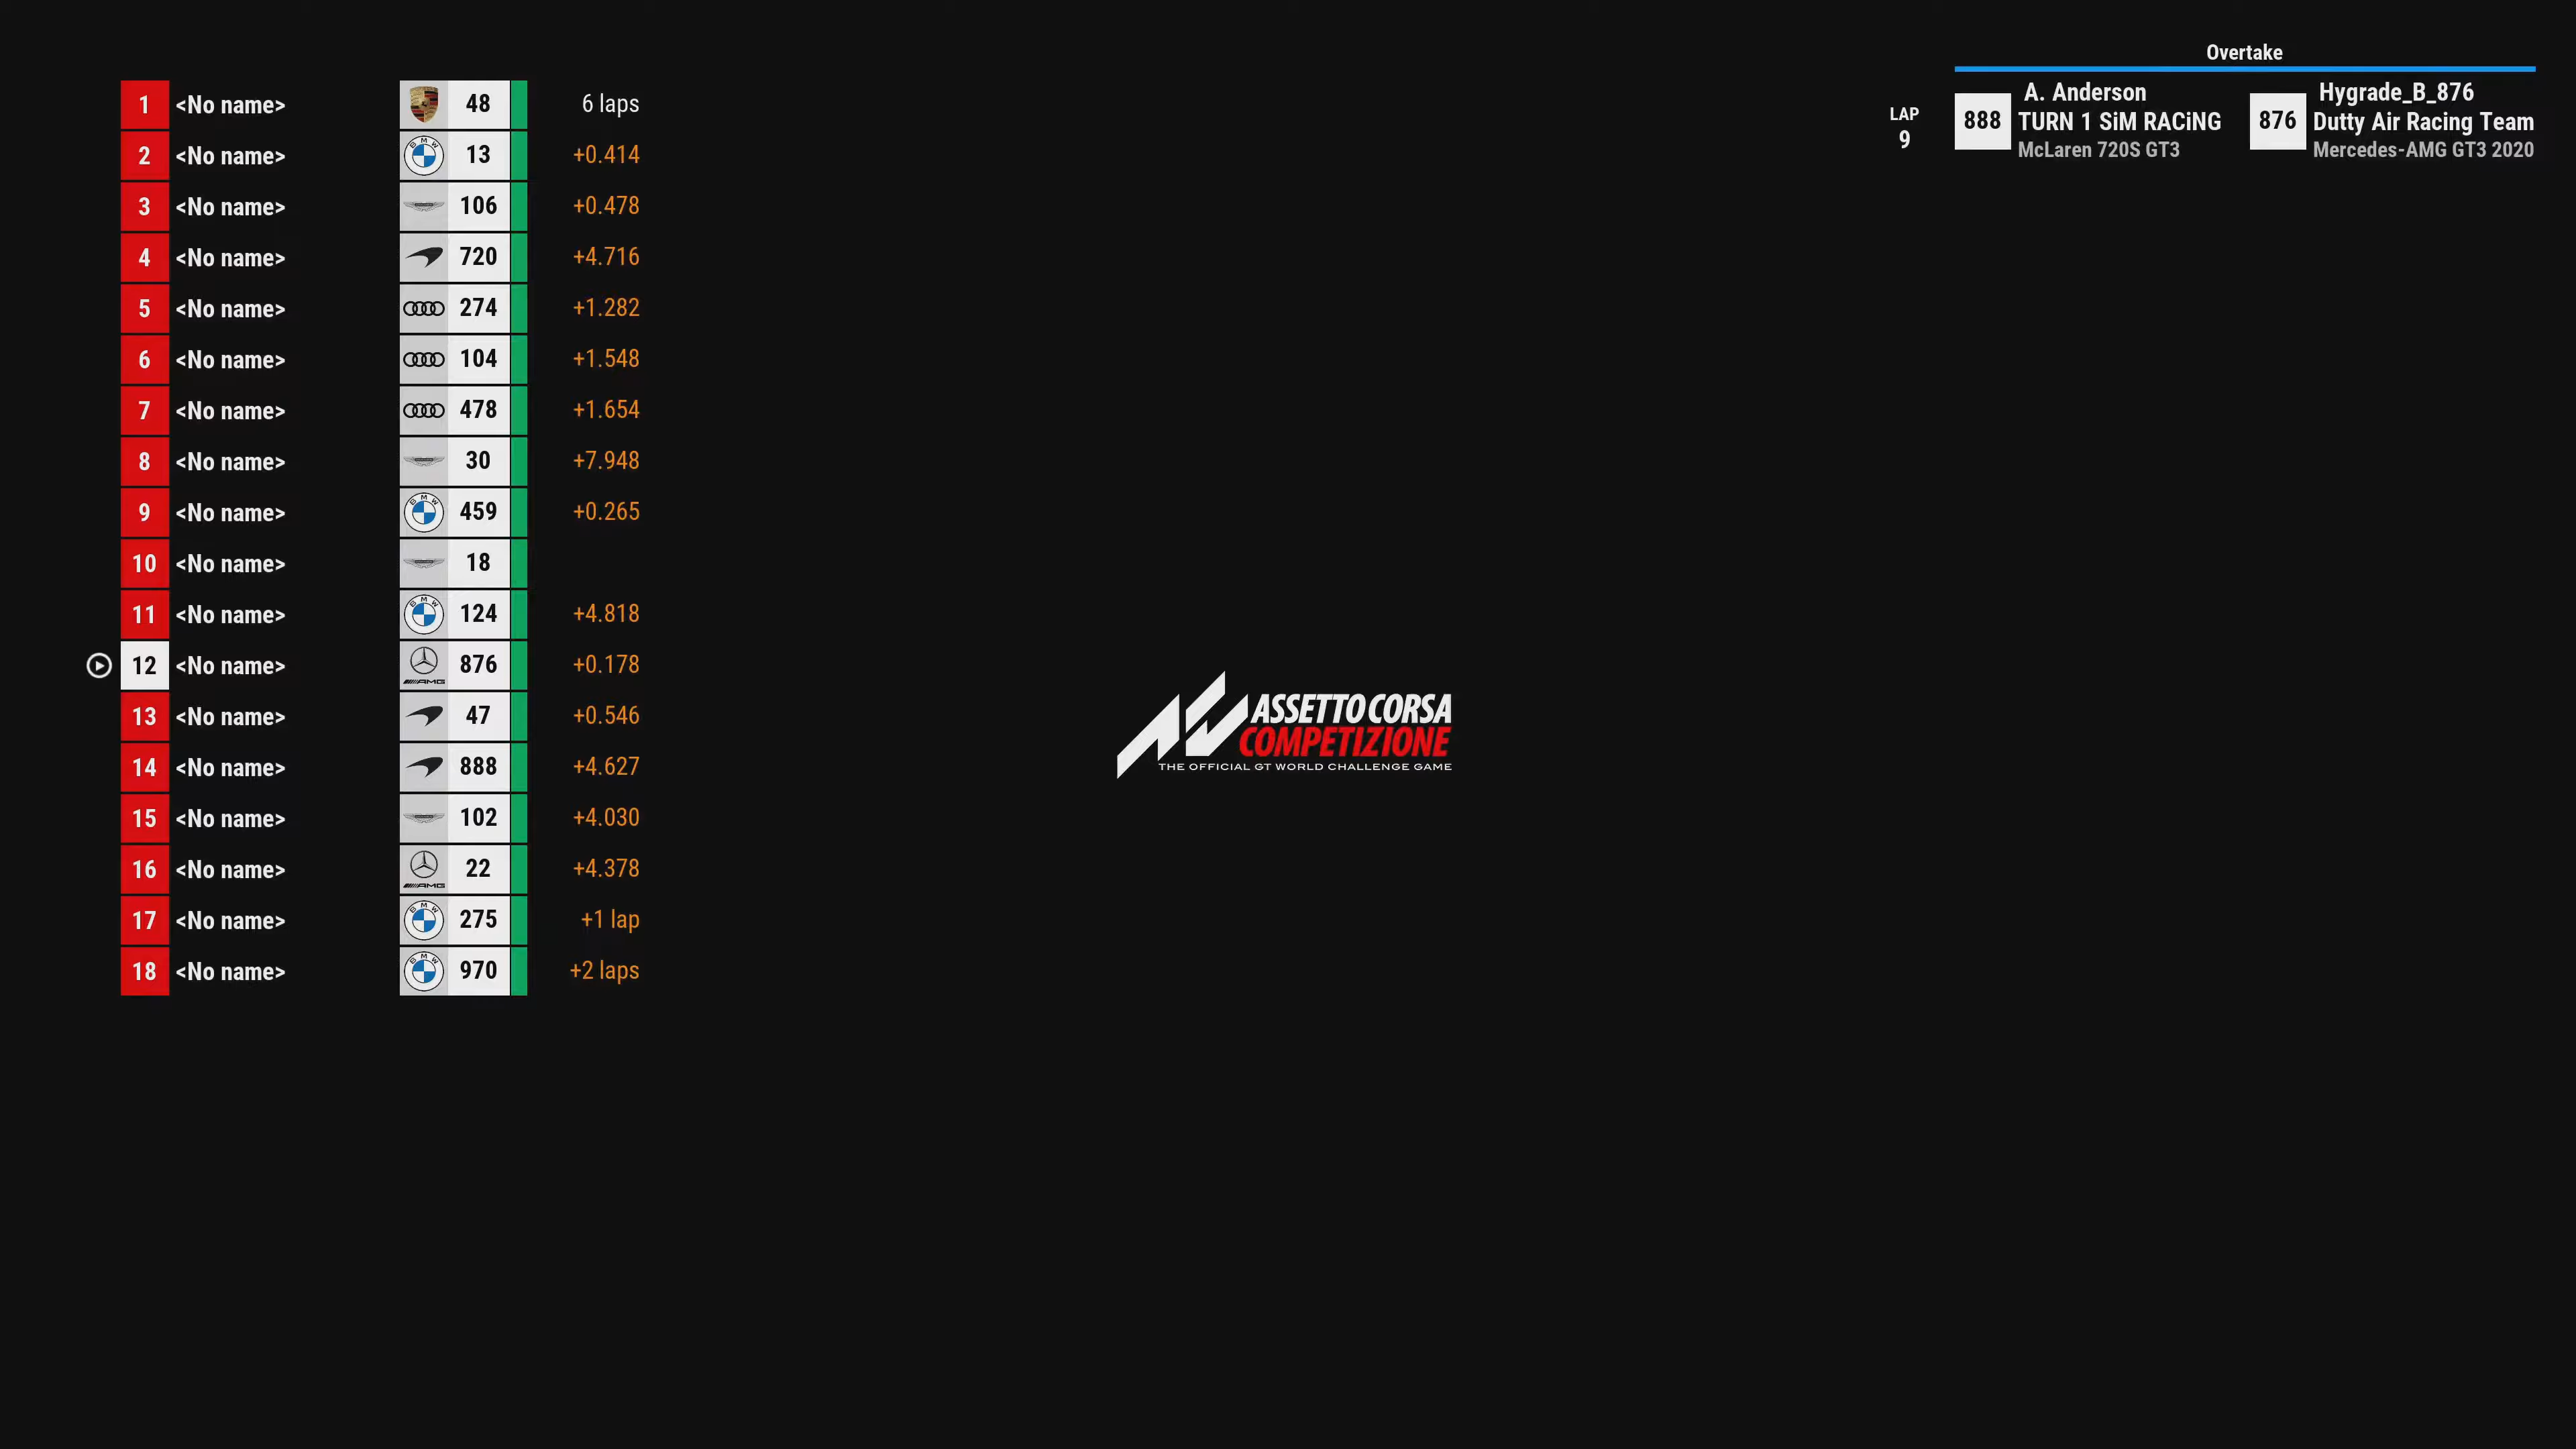 1 <No name> 48 6 laps
2 <No name> 13 +0.414
3 <No name> 106 +0.478
4 <No name> 720 +4.716
5 <No name> 274 +1.282
6 <No name> 104 +1.548
7 <No name> 478 +1.654
8 <No name> 30 +7.948
9 <No name> 459 +0.265
10 <No name> 18
11 <No name> 124 +4.818
12 <No name> 876 +0.178
13 <No name> 47 +0.546
14 <No name> 888 +4.627
15 <No name> 102 +4.030
16 <No name> 22 +4.378
17 <No name> 275 +1 lap
18 <No name> 970 +2 laps
Overtake
LAP
9
888
A. Anderson
TURN 1 SiM RACiNG
McLaren 720S GT3
876
Hygrade_B_876
Dutty Air Racing Team
Mercedes-AMG GT3 2020
ASSETTO CORSA
COMPETIZIONE
THE OFFICIAL GT WORLD CHALLENGE GAME